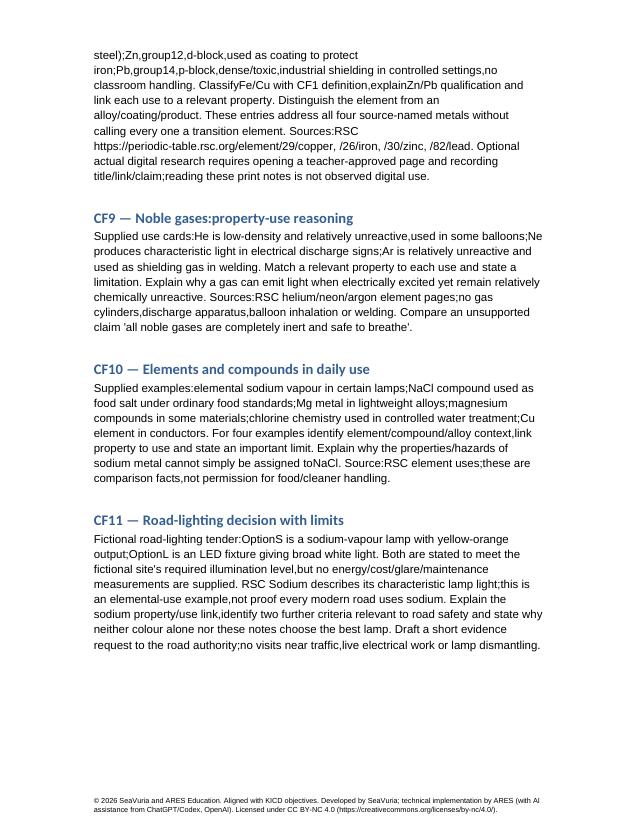 steel);Zn,group12,d-block,used as coating to protect
iron;Pb,group14,p-block,dense/toxic,industrial shielding in controlled settings,no
classroom handling. ClassifyFe/Cu with CF1 definition,explainZn/Pb qualification and
link each use to a relevant property. Distinguish the element from an
alloy/coating/product. These entries address all four source-named metals without
calling every one a transition element. Sources:RSC
https://periodic-table.rsc.org/element/29/copper, /26/iron, /30/zinc, /82/lead. Optional
actual digital research requires opening a teacher-approved page and recording
title/link/claim;reading these print notes is not observed digital use.
CF9 — Noble gases:property-use reasoning
Supplied use cards:He is low-density and relatively unreactive,used in some balloons;Ne
produces characteristic light in electrical discharge signs;Ar is relatively unreactive and
used as shielding gas in welding. Match a relevant property to each use and state a
limitation. Explain why a gas can emit light when electrically excited yet remain relatively
chemically unreactive. Sources:RSC helium/neon/argon element pages;no gas
cylinders,discharge apparatus,balloon inhalation or welding. Compare an unsupported
claim 'all noble gases are completely inert and safe to breathe'.
CF10 — Elements and compounds in daily use
Supplied examples:elemental sodium vapour in certain lamps;NaCl compound used as
food salt under ordinary food standards;Mg metal in lightweight alloys;magnesium
compounds in some materials;chlorine chemistry used in controlled water treatment;Cu
element in conductors. For four examples identify element/compound/alloy context,link
property to use and state an important limit. Explain why the properties/hazards of
sodium metal cannot simply be assigned toNaCl. Source:RSC element uses;these are
comparison facts,not permission for food/cleaner handling.
CF11 — Road-lighting decision with limits
Fictional road-lighting tender:OptionS is a sodium-vapour lamp with yellow-orange
output;OptionL is an LED fixture giving broad white light. Both are stated to meet the
fictional site's required illumination level,but no energy/cost/glare/maintenance
measurements are supplied. RSC Sodium describes its characteristic lamp light;this is
an elemental-use example,not proof every modern road uses sodium. Explain the
sodium property/use link,identify two further criteria relevant to road safety and state why
neither colour alone nor these notes choose the best lamp. Draft a short evidence
request to the road authority;no visits near traffic,live electrical work or lamp dismantling.
© 2026 SeaVuria and ARES Education. Aligned with KICD objectives. Developed by SeaVuria; technical implementation by ARES (with AI
assistance from ChatGPT/Codex, OpenAI). Licensed under CC BY-NC 4.0 (https://creativecommons.org/licenses/by-nc/4.0/).